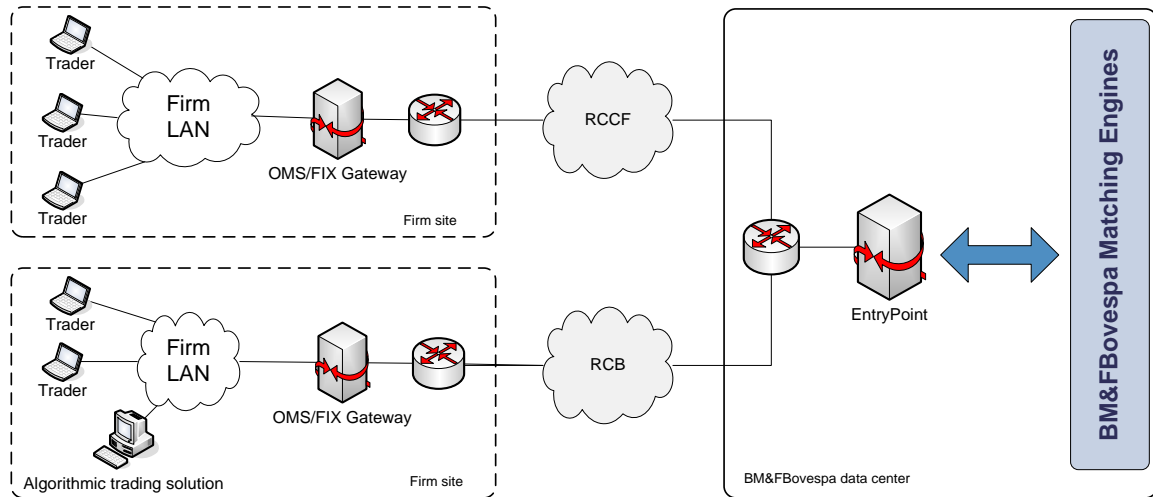 Trader
Trader
Trader
Firm
LAN
OMS/FIX Gateway
Firm site
RCCF
Trader
Trader
Firm
LAN
OMS/FIX Gateway
Algorithmic trading solution
Firm site
RCB
EntryPoint
BM&FBovespa data center
BM&FBovespa Matching Engines